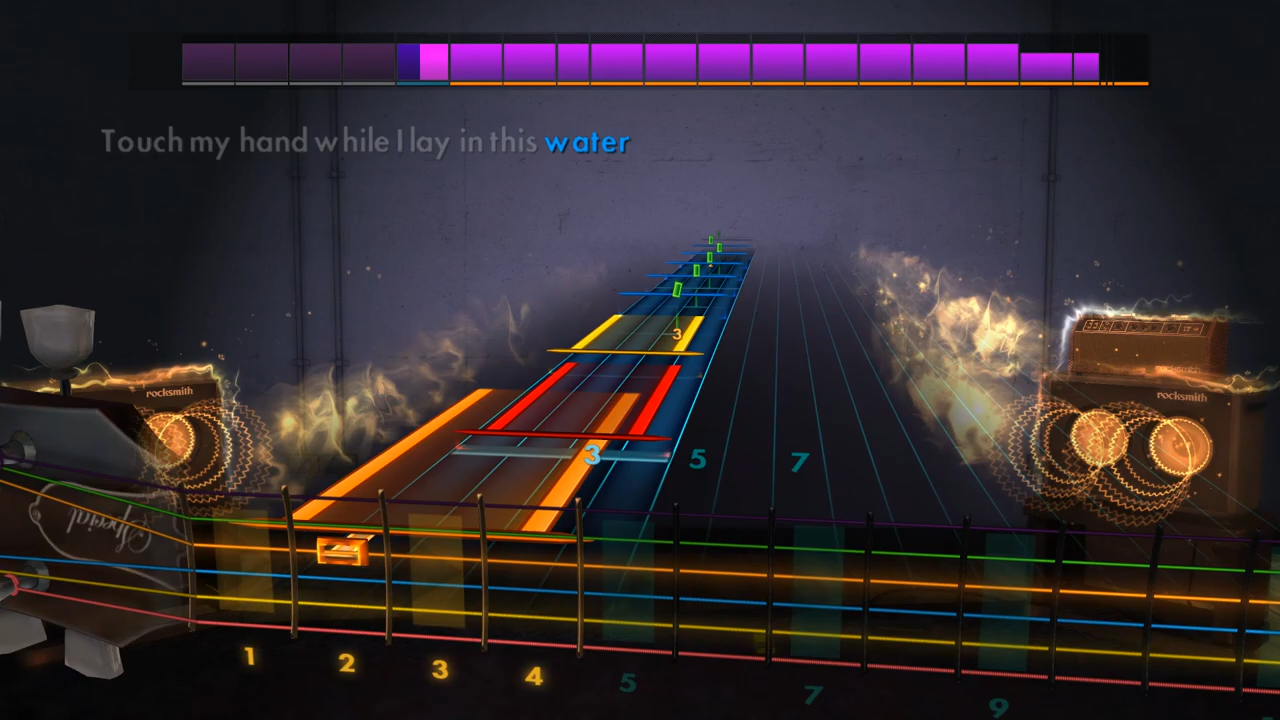 Touch my hand while I lay in this water
rocksmith
rocksmith
3
3 5 7
Special
1 2 3 4 5 7 9